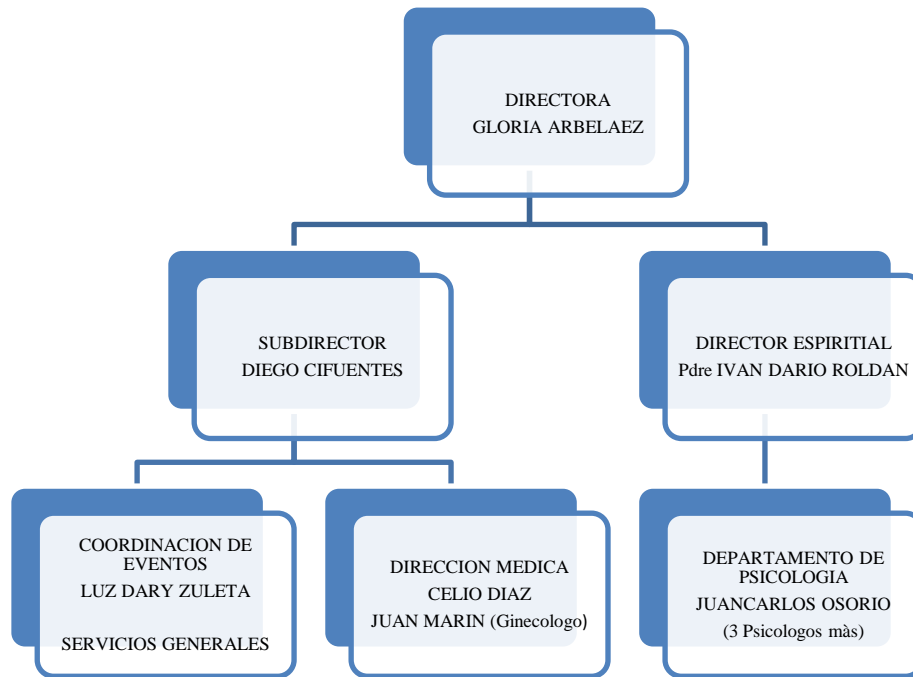 DIRECTORA
GLORIA ARBELAEZ
SUBDIRECTOR
DIEGO CIFUENTES
DIRECTOR ESPIRITIAL
Pdre IVAN DARIO ROLDAN
COORDINACION DE
EVENTOS
LUZ DARY ZULETA
SERVICIOS GENERALES
DIRECCION MEDICA
CELIO DIAZ
JUAN MARIN (Ginecologo)
DEPARTAMENTO DE
PSICOLOGIA
JUANCARLOS OSORIO
(3 Psicologos màs)